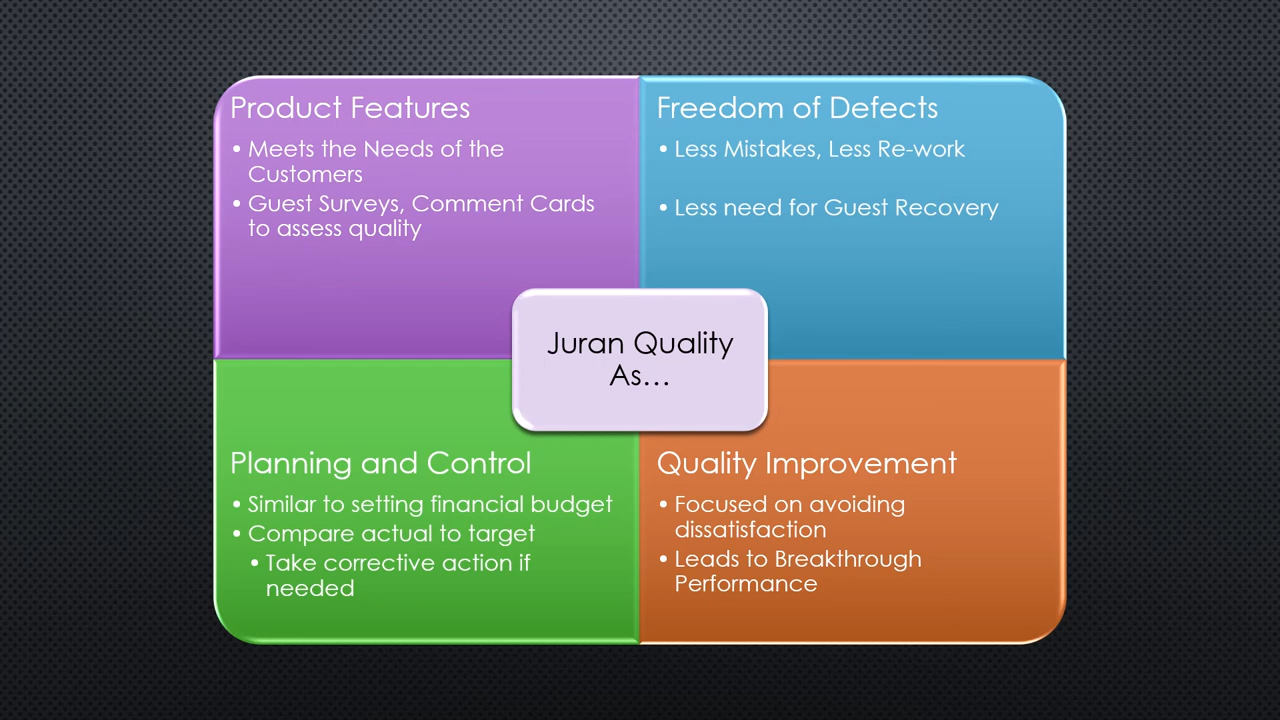 Product Features
• Meets the Needs of the
Customers
• Guest Surveys, Comment Cards
to assess quality
Freedom of Defects
• Less Mistakes, Less Re-work
• Less need for Guest Recovery
Juran Quality
As…
Planning and Control
• Similar to setting financial budget
• Compare actual to target
• Take corrective action if
needed
Quality Improvement
• Focused on avoiding
dissatisfaction
• Leads to Breakthrough
Performance